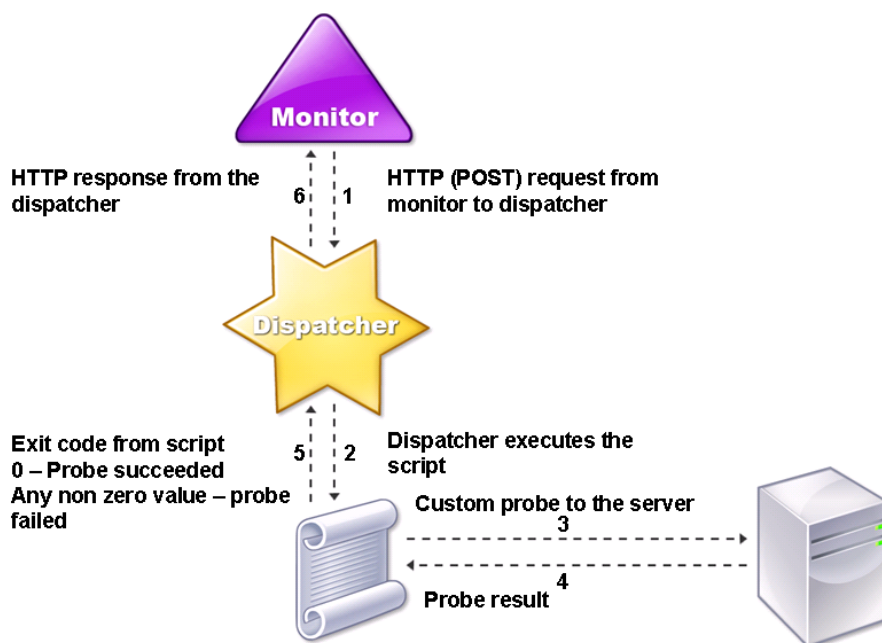 Monitor
HTTP response from the
dispatcher
6
1
HTTP (POST) request from
monitor to dispatcher
Dispatcher
Exit code from script
0 – Probe succeeded
Any non zero value – probe
failed
5
2
Dispatcher executes the
script
Custom probe to the server
3
4
Probe result